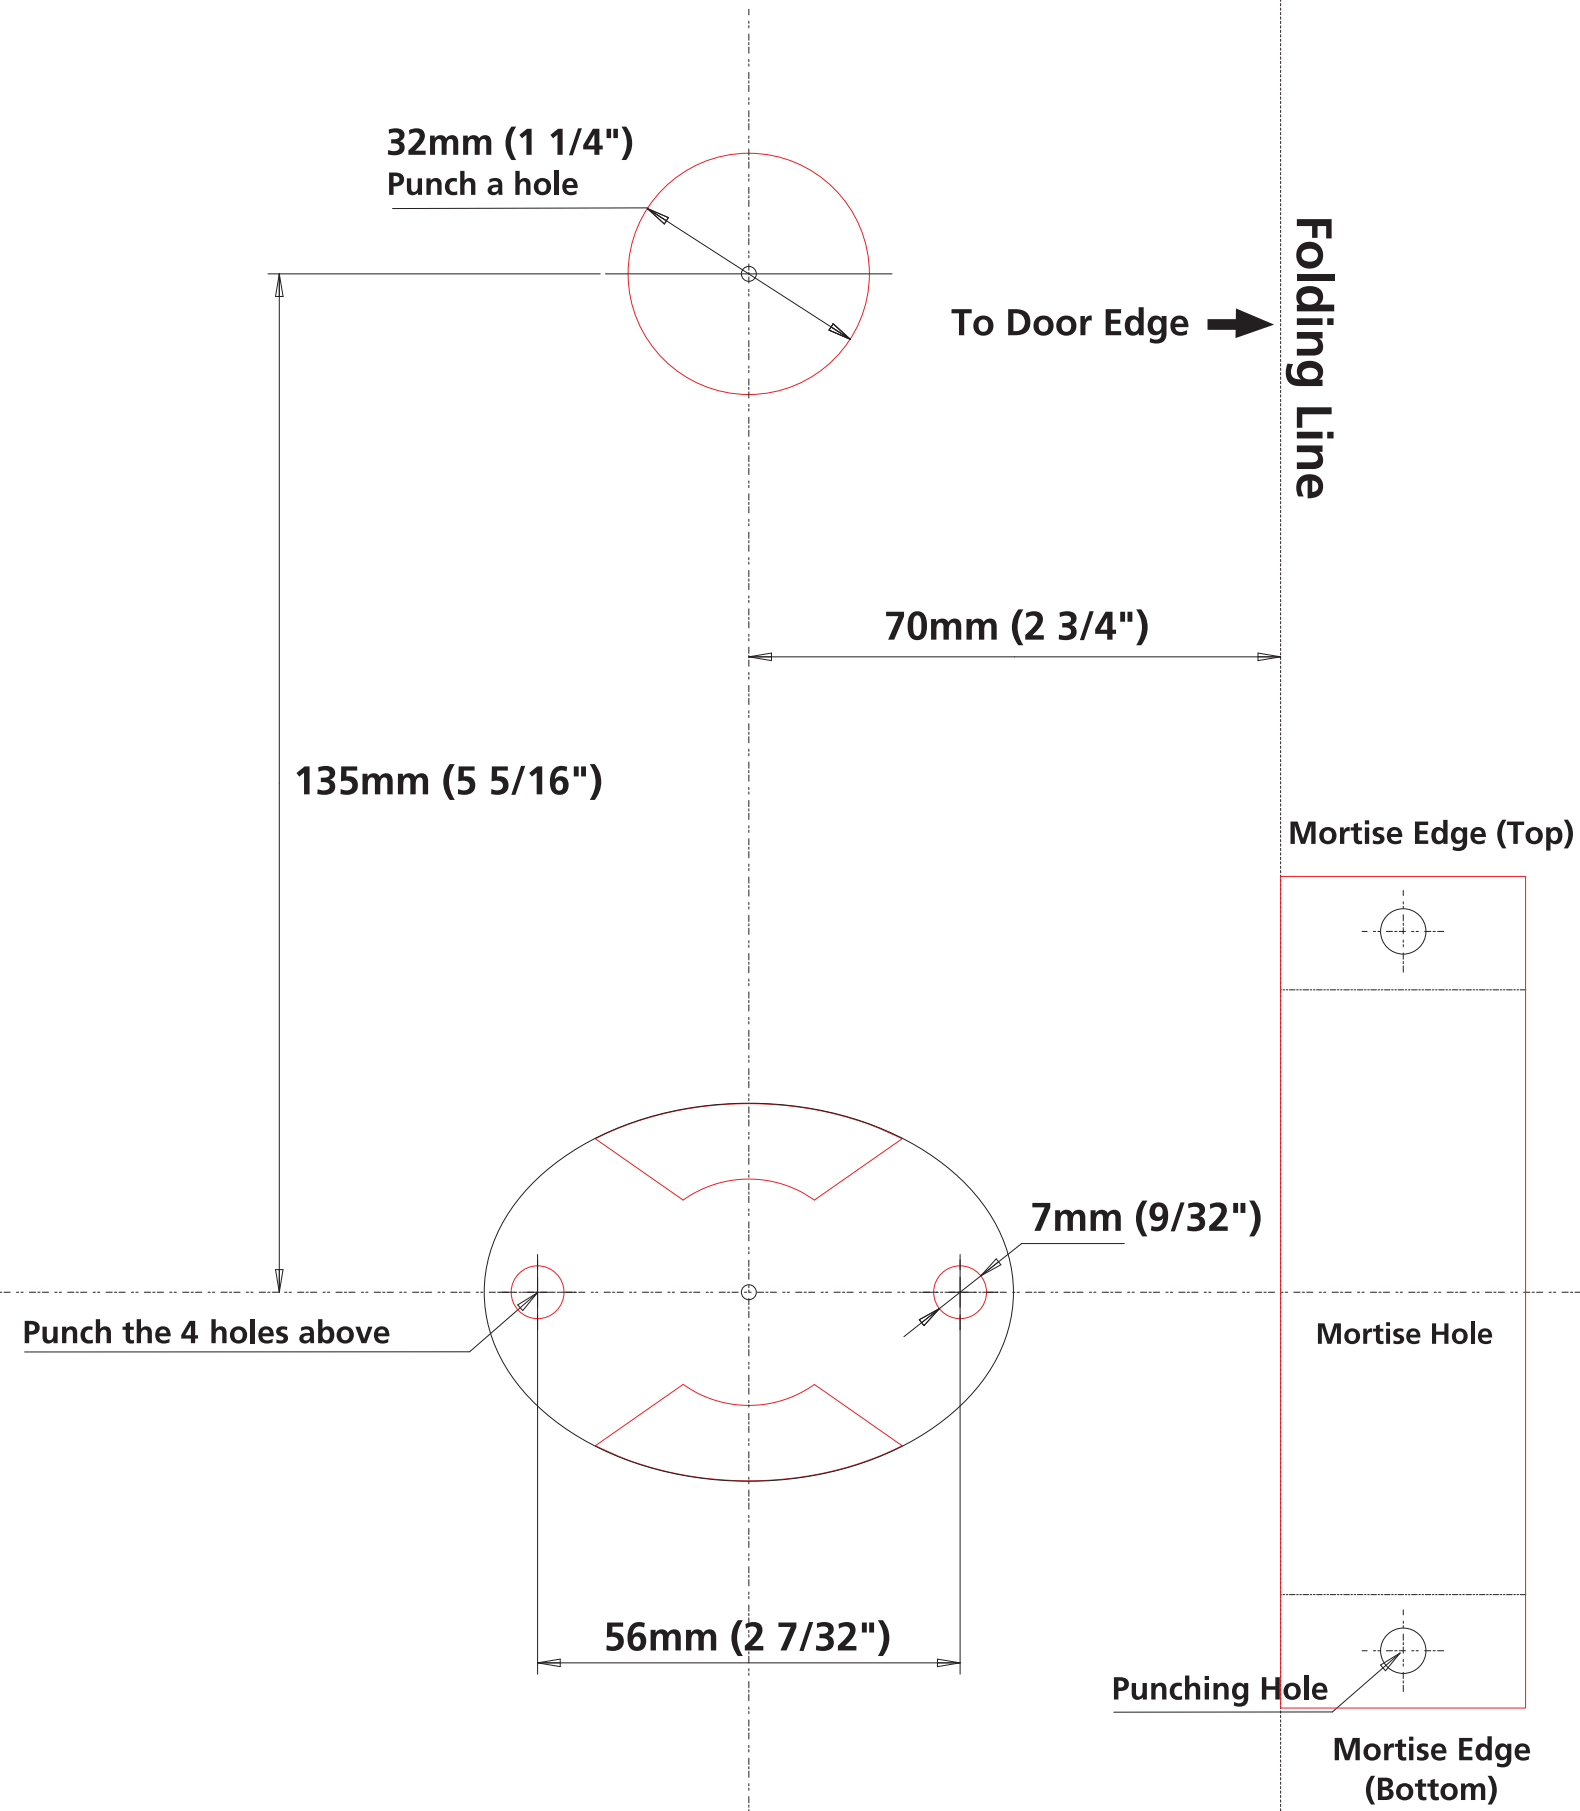 32mm (1 1/4")
Punch a hole
To Door Edge
Folding Line
70mm (2 3/4")
135mm (5 5/16")
Mortise Edge (Top)
7mm (9/32")
Punch the 4 holes above
Mortise Hole
56mm (2 7/32")
Punching Hole
Mortise Edge
(Bottom)